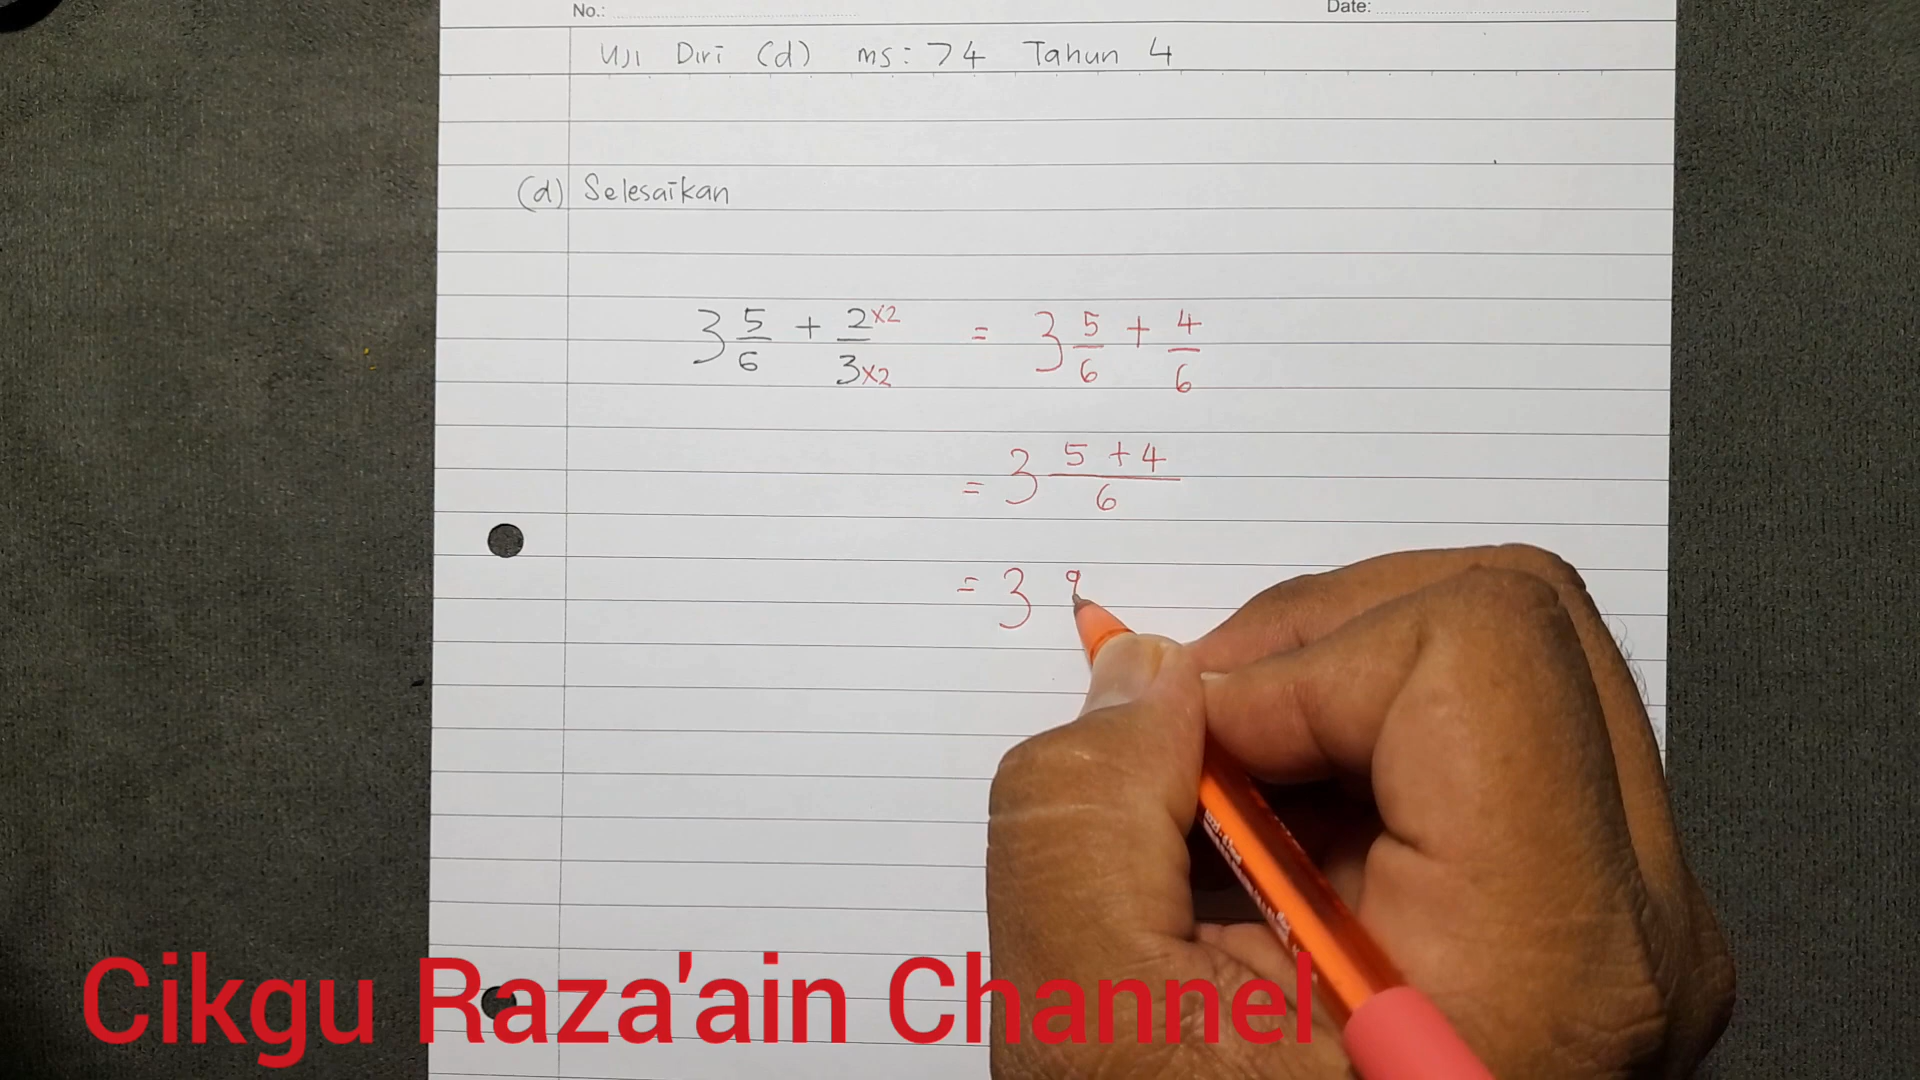 No.: Date:
Uji Diri (d) ms: 74 Tahun 4
(d) Selesaikan
3 5/6 + 2×2/3×2 = 3 5/6 + 4/6
= 3 (5 + 4)/6
= 3 9
Cikgu Raza'ain Channel